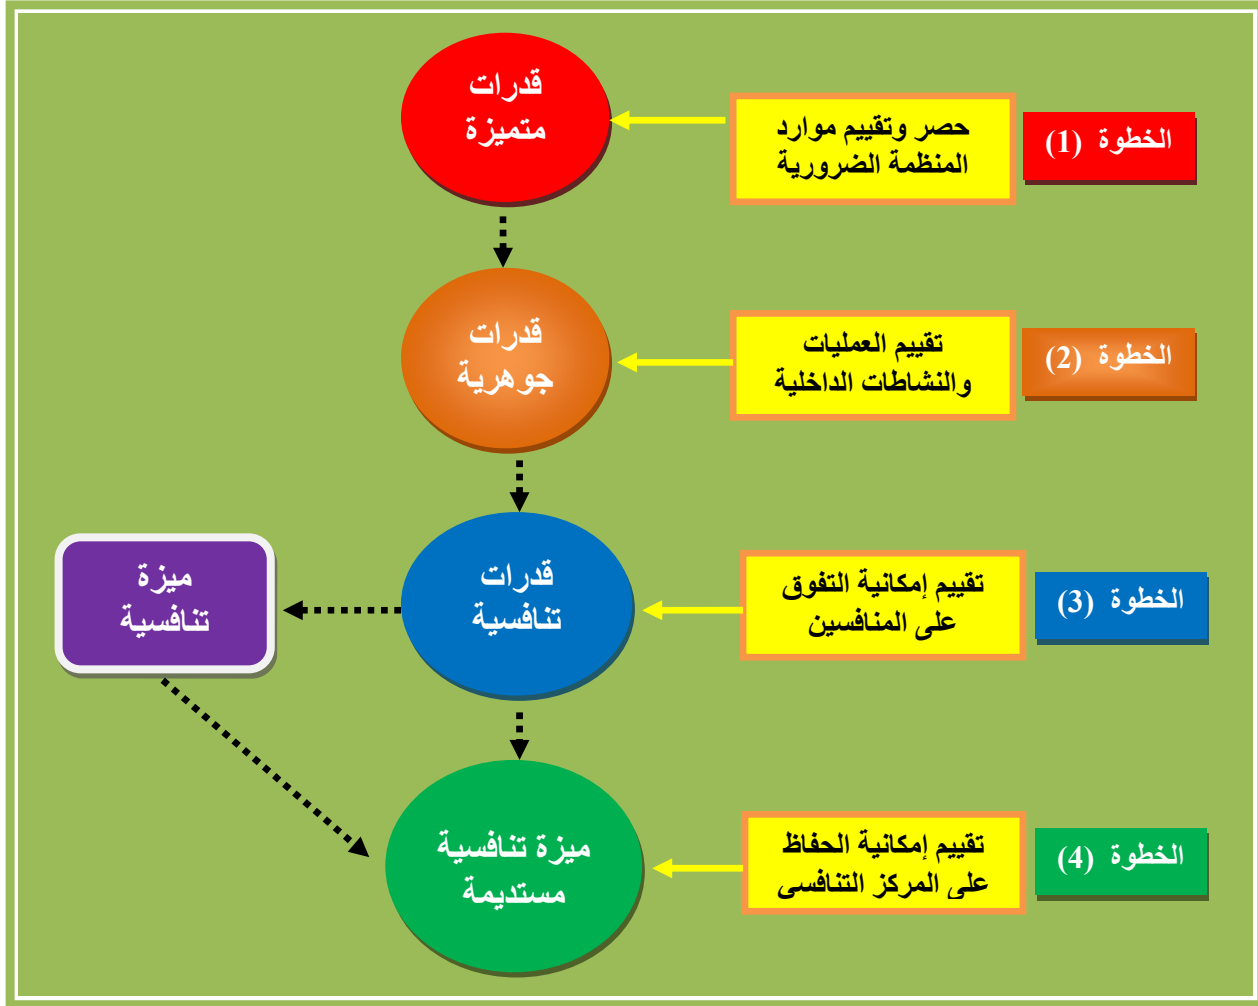 الخطوة (1)
حصر وتقييم موارد
المنظمة الضرورية
قدرات
متميزة
الخطوة (2)
تقييم العمليات
والنشاطات الداخلية
قدرات
جوهرية
الخطوة (3)
تقييم إمكانية التفوق
على المنافسين
قدرات
تنافسية
ميزة
تنافسية
الخطوة (4)
تقييم إمكانية الحفاظ
على المركز التنافسي
ميزة تنافسية
مستديمة